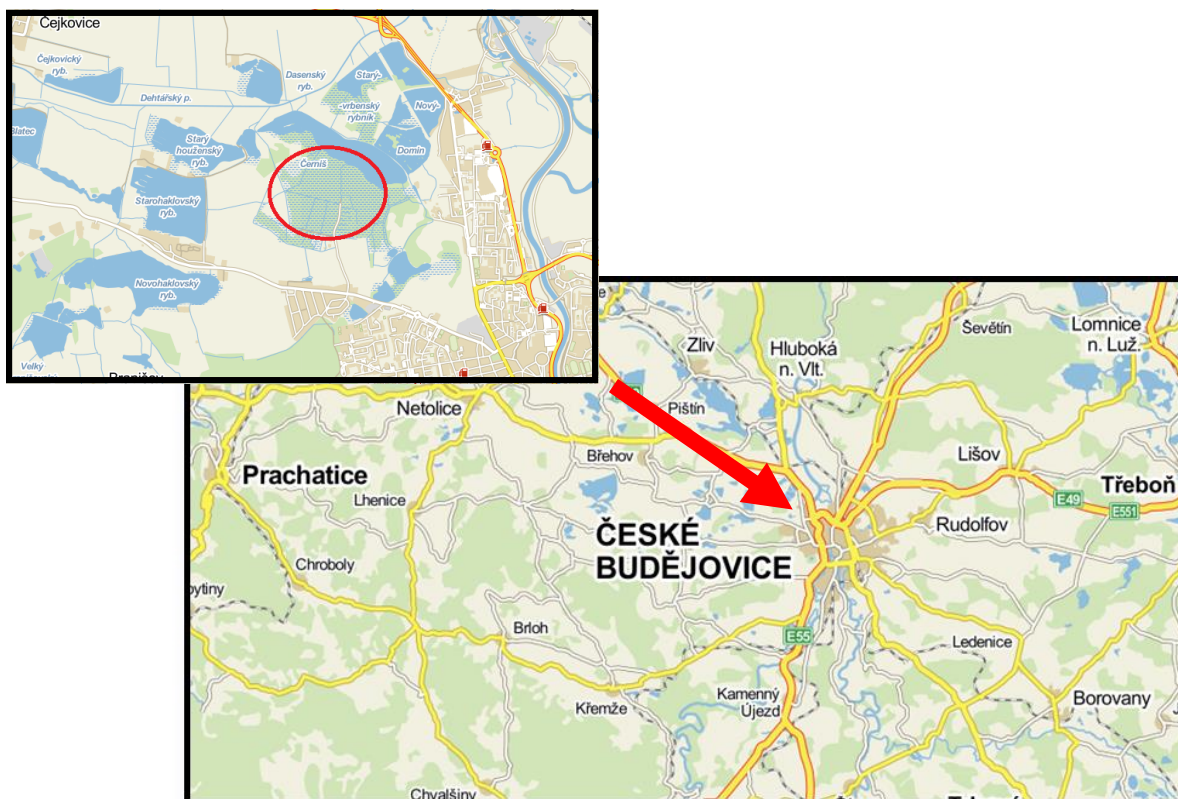 Čejkovice
Čejkovický
ryb.
Dasenský
ryb.
Starý-
-vrbenský
rybník
Nový-
Dehtářský p.
Domin
Starý
houženský
ryb.
Černiš
Starohaklovský
ryb.
Novohaklovský
ryb.
Velký
Zliv
Hluboká
n. Vlt.
Ševětín
Lomnice
n. Luž.
Netolice
Pištín
Břehov
Lišov
Prachatice
Lhenice
E49
Třeboň
E551
ČESKÉ
BUDĚJOVICE
Rudolfov
Chroboly
Brloh
E55
Ledenice
Křemže
Kamenný
Újezd
Borovany
Chvalšiny